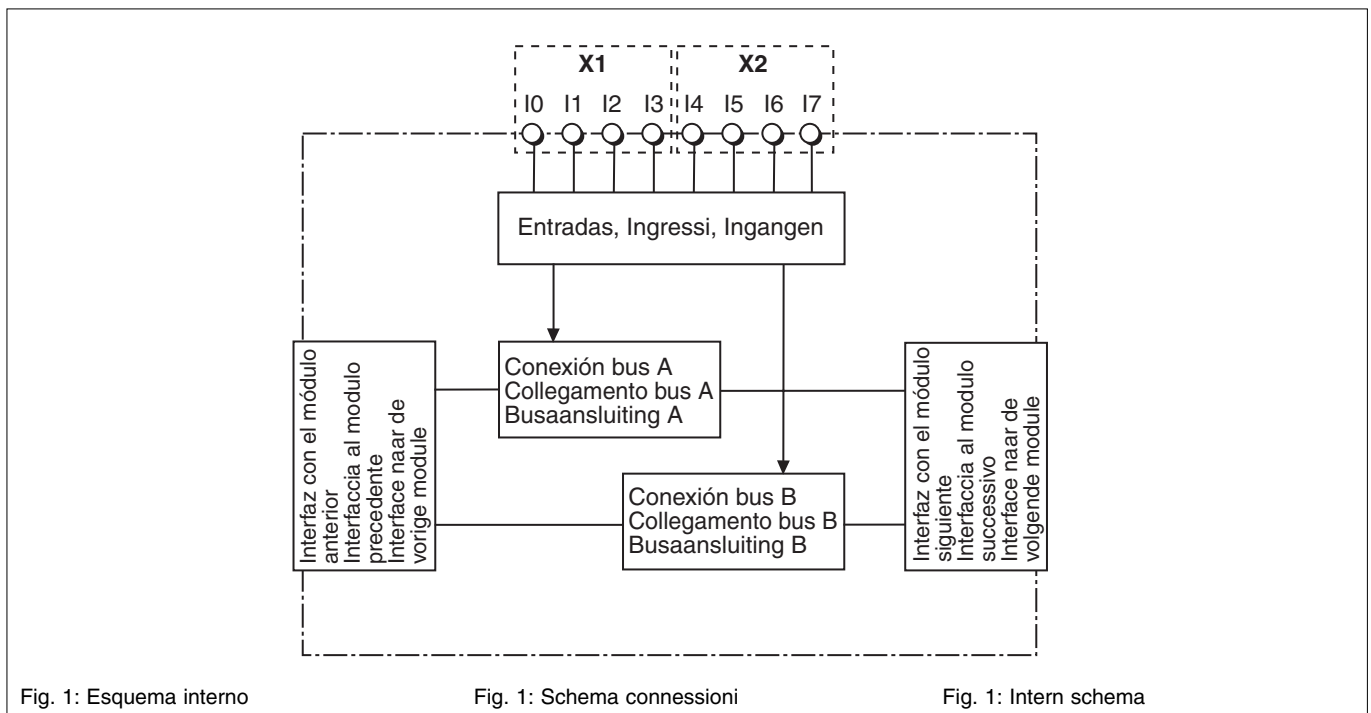 X1 X2
I0 I1 I2 I3 I4 I5 I6 I7
Entradas, Ingressi, Ingangen
Interfaz con el módulo
anterior
Interfaccia al modulo
precedente
Interface naar de
vorige module
Conexión bus A
Collegamento bus A
Busaansluiting A
Conexión bus B
Collegamento bus B
Busaansluiting B
Interfaz con el módulo
siguiente
Interfaccia al modulo
successivo
Interface naar de
volgende module
Fig. 1: Esquema interno
Fig. 1: Schema connessioni
Fig. 1: Intern schema